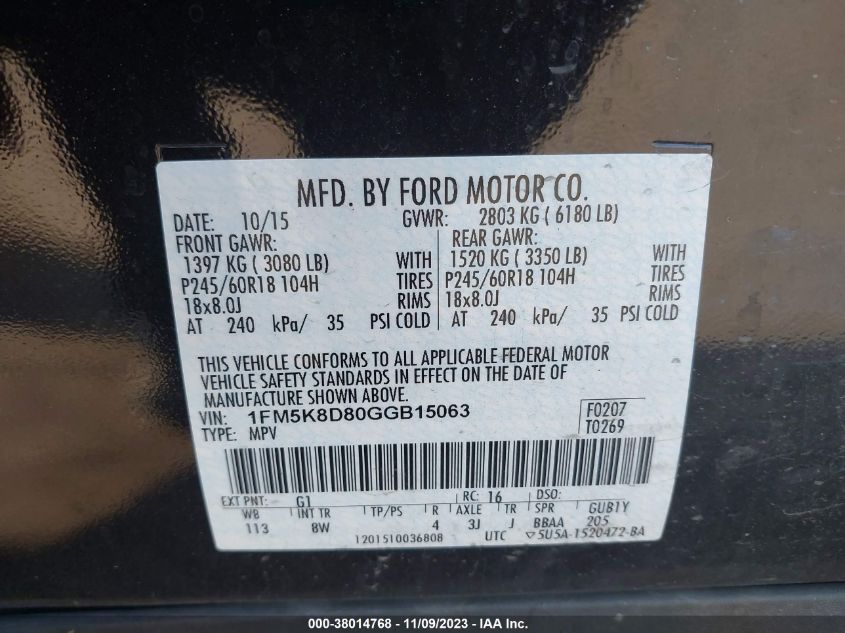 MFD. BY FORD MOTOR CO.
DATE: 10/15 GVWR: 2803 KG ( 6180 LB)
FRONT GAWR: REAR GAWR:
1397 KG ( 3080 LB) WITH 1520 KG ( 3350 LB) WITH
P245/60R18 104H TIRES P245/60R18 104H TIRES
18x8.0J RIMS 18x8.0J RIMS
AT 240 kPa/ 35 PSI COLD AT 240 kPa/ 35 PSI COLD
THIS VEHICLE CONFORMS TO ALL APPLICABLE FEDERAL MOTOR
VEHICLE SAFETY STANDARDS IN EFFECT ON THE DATE OF
MANUFACTURE SHOWN ABOVE.
VIN: 1FM5K8D80GGB15063 F0207
TYPE: MPV T0269
EXT PNT: G1 RC: 16 DSO:
WB INT TR TP/PS R AXLE TR SPR GUB1Y
113 8W 4 3J J BBAA 205
1201510036808 UTC ▽5U5A-1520472-BA
000-38014768 - 11/09/2023 - IAA Inc.